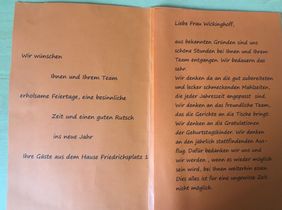 Wir wünschen
Ihnen und Ihrem Team
erholsame Feiertage, eine besinnliche
Zeit und einen guten Rutsch
ins neue Jahr
Ihre Gäste aus dem Hause Friedrichsplatz 1
Liebe Frau Wickinghoff,
aus bekannten Gründen sind uns
schöne Stunden bei Ihnen und Ihrem
Team entgangen. Wir bedauern das
sehr.
Wir denken da an die gut zubereiteten
und lecker schmeckenden Mahlzeiten,
die jeder Jahreszeit angepasst sind.
Wir denken an das freundliche Team,
das die Gerichte an die Tische bringt.
Wir denken an die Gratulationen
der Geburtstagskinder. Wir denken
an den jährlich stattfindenden Aus-
flug. Dafür bedanken wir uns und
wir werden, wenn es wieder möglich
sein wird, bei Ihnen weiterhin essen.
Dies alles ist für eine ungewisse Zeit
nicht möglich.